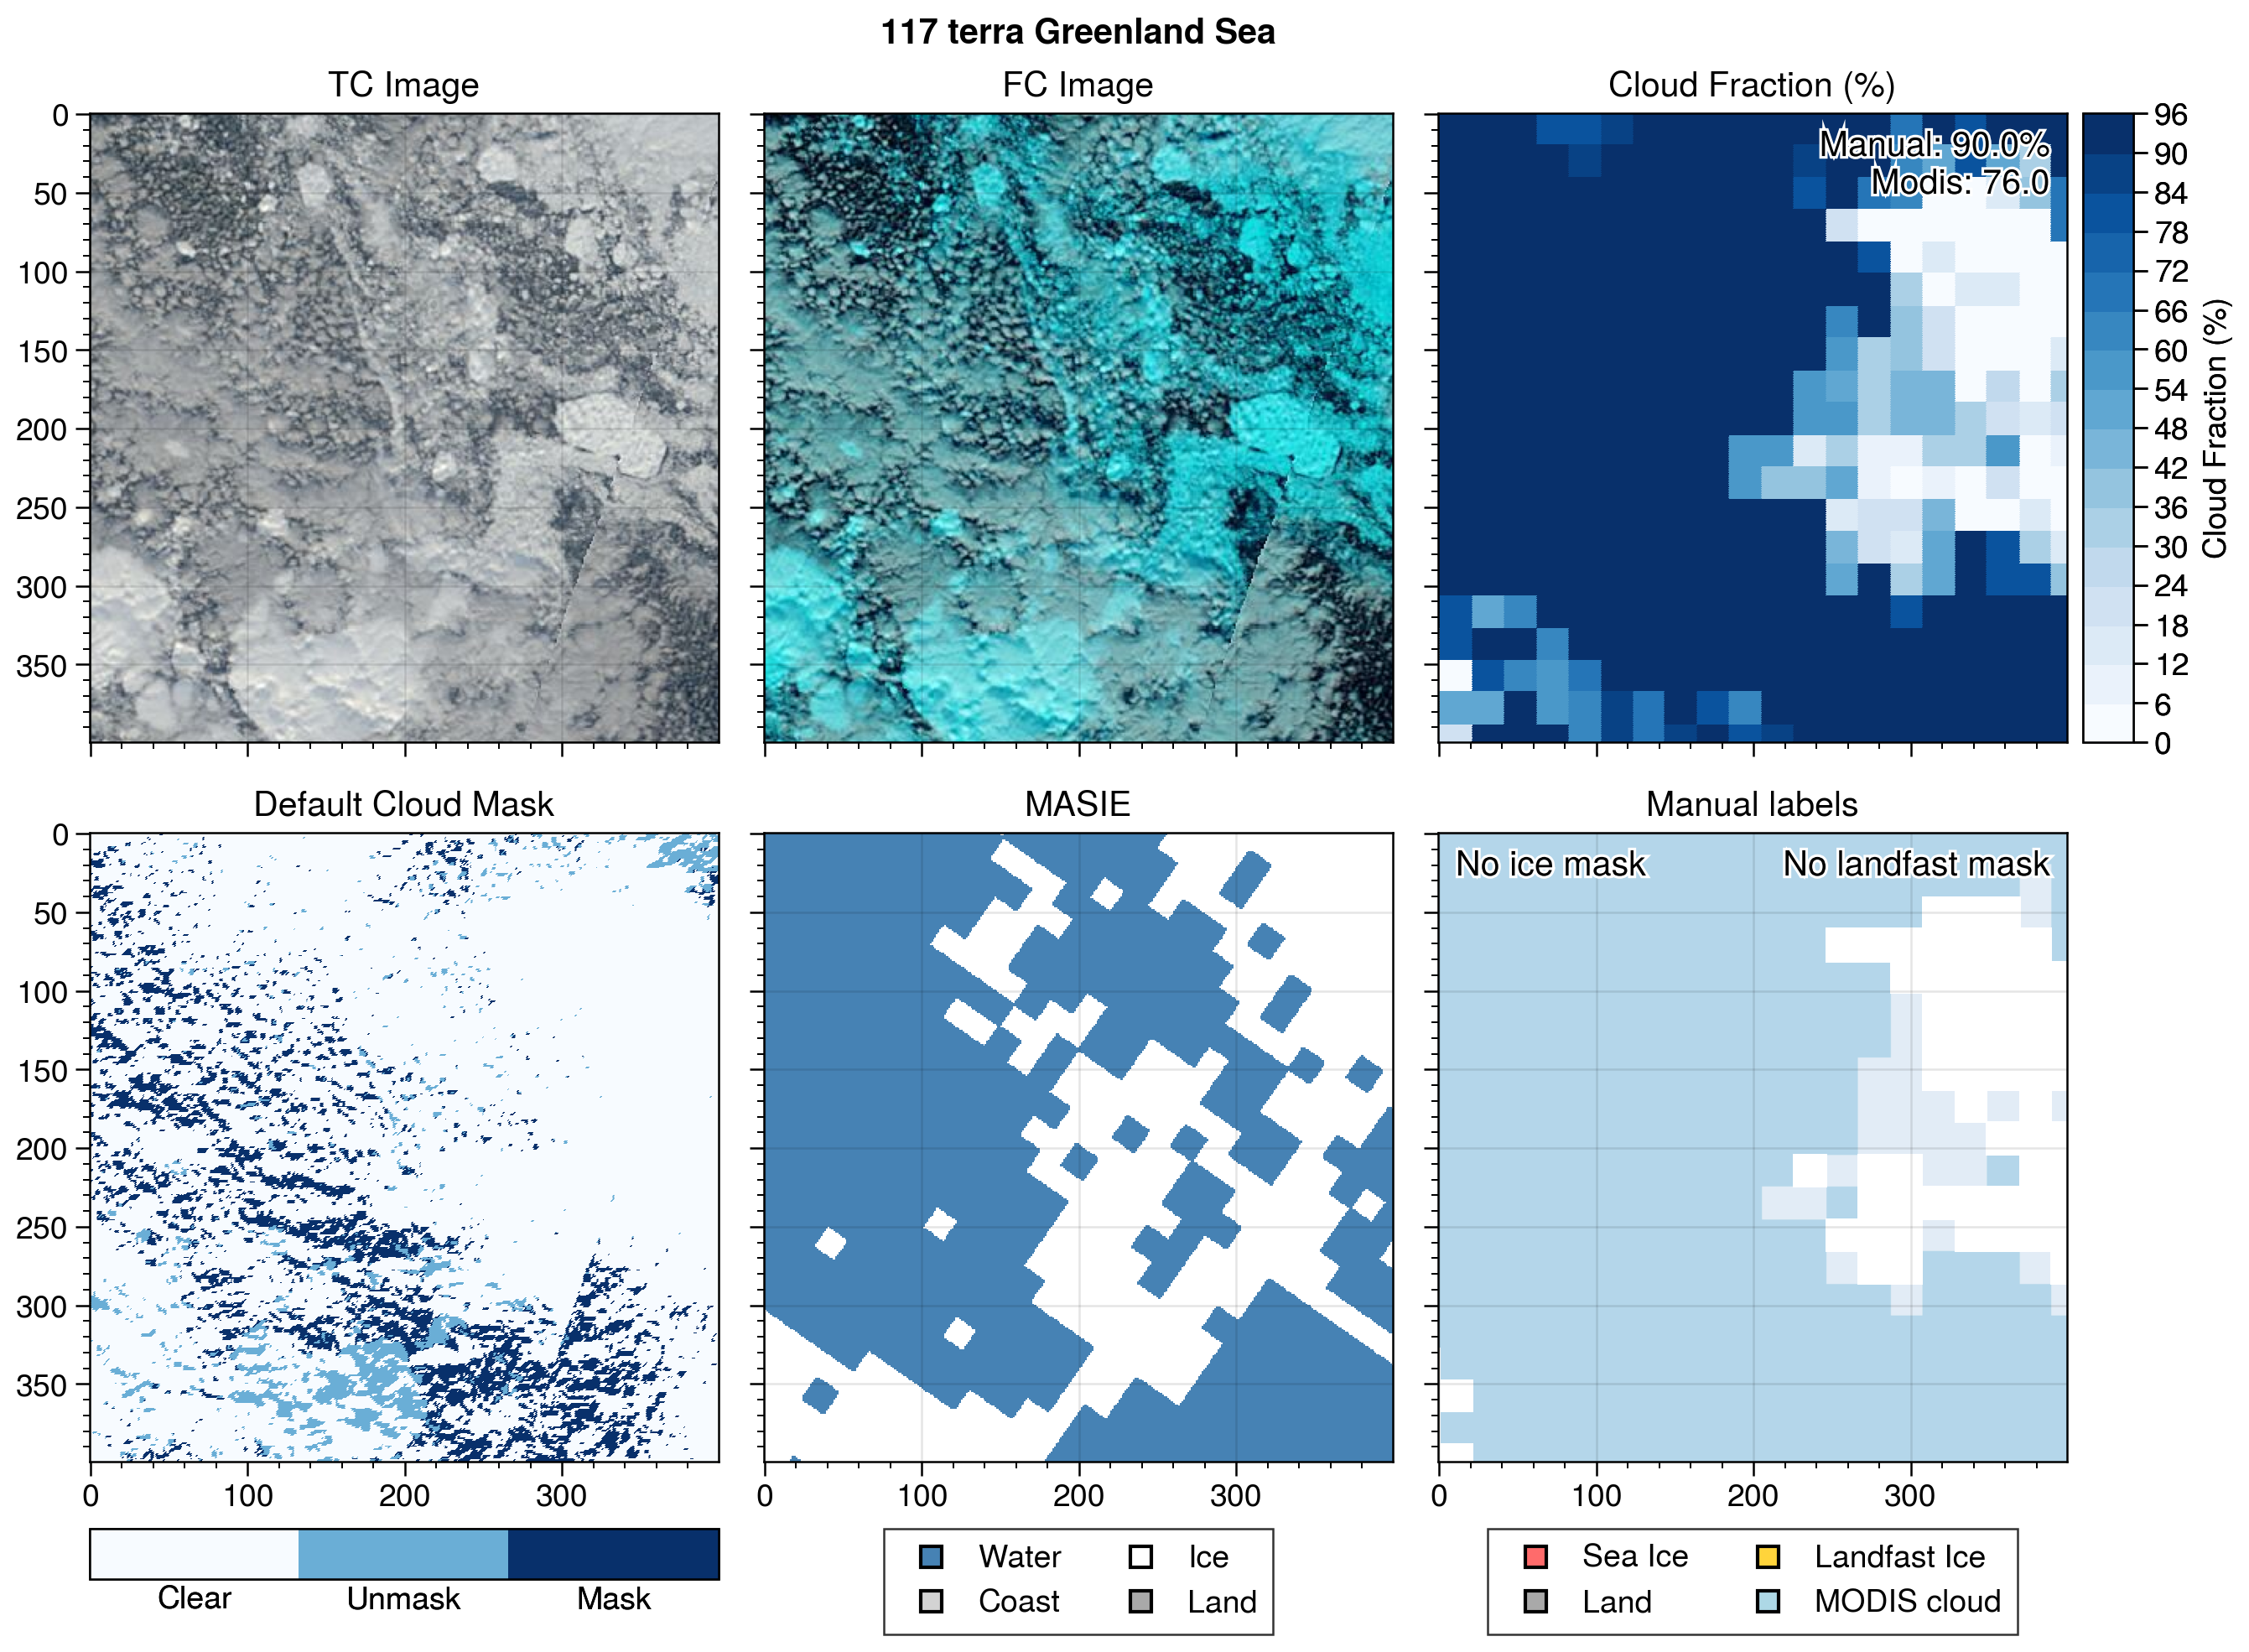 117 terra Greenland Sea
TC Image
FC Image
Cloud Fraction (%)
0
50
100
150
200
250
300
350
Manual: 90.0%
Modis: 76.0
96
90
84
78
72
66
60
54
48
42
36
30
24
18
12
6
0
Cloud Fraction (%)
Default Cloud Mask
MASIE
Manual labels
0
50
100
150
200
250
300
350
No ice mask
No landfast mask
0 100 200 300
0 100 200 300
0 100 200 300
Clear Unmask Mask
Water Ice
Coast Land
Sea Ice Landfast Ice
Land MODIS cloud